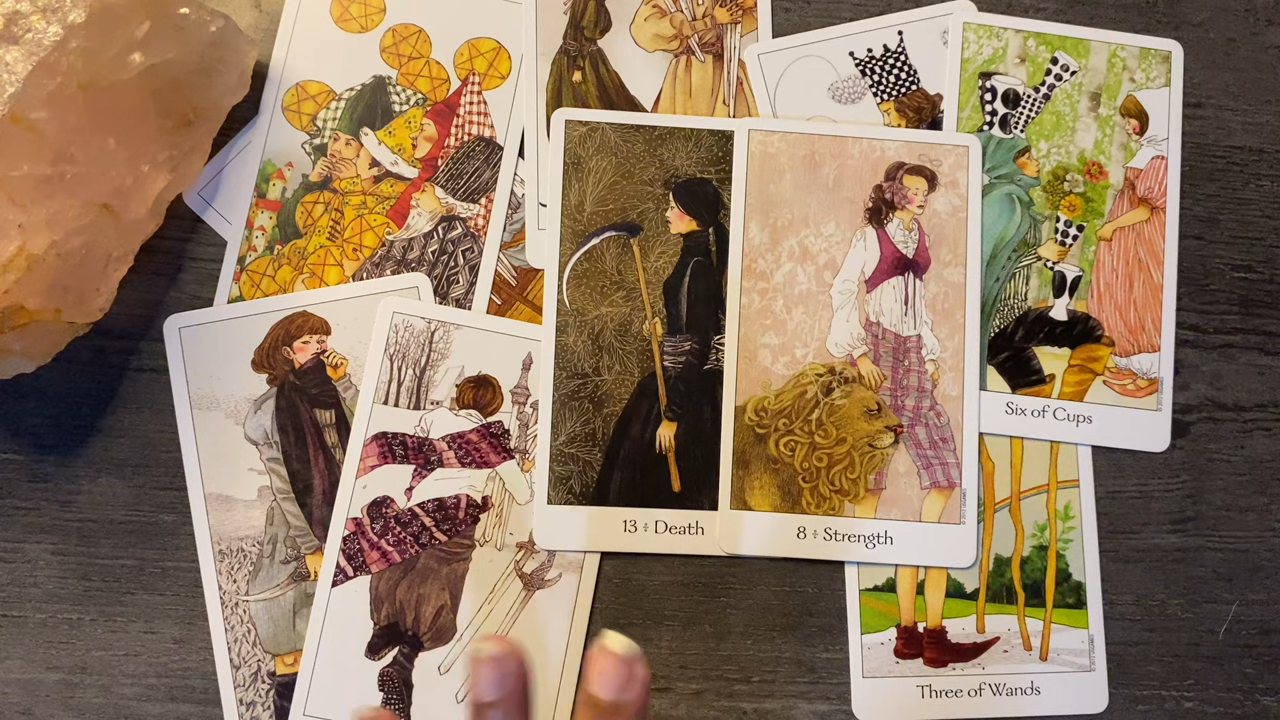 13 ÷ Death
8 ÷ Strength
Six of Cups
Three of Wands